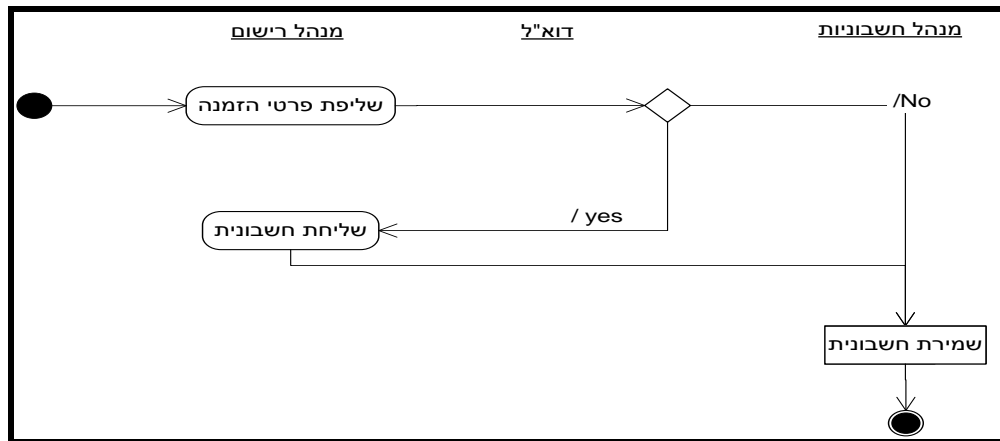 מנהל חשבוניות
דוא"ל
מנהל רישום
שליפת פרטי הזמנה
/No
/ yes
שליחת חשבונית
שמירת חשבונית